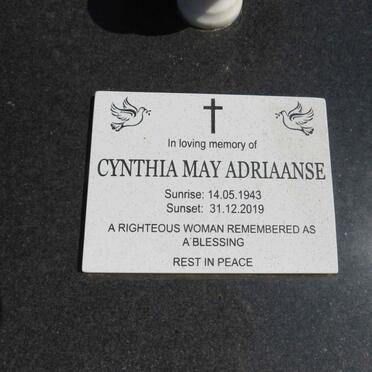 In loving memory of
CYNTHIA MAY ADRIAANSE
Sunrise: 14.05.1943
Sunset: 31.12.2019
A RIGHTEOUS WOMAN REMEMBERED AS
A BLESSING
REST IN PEACE